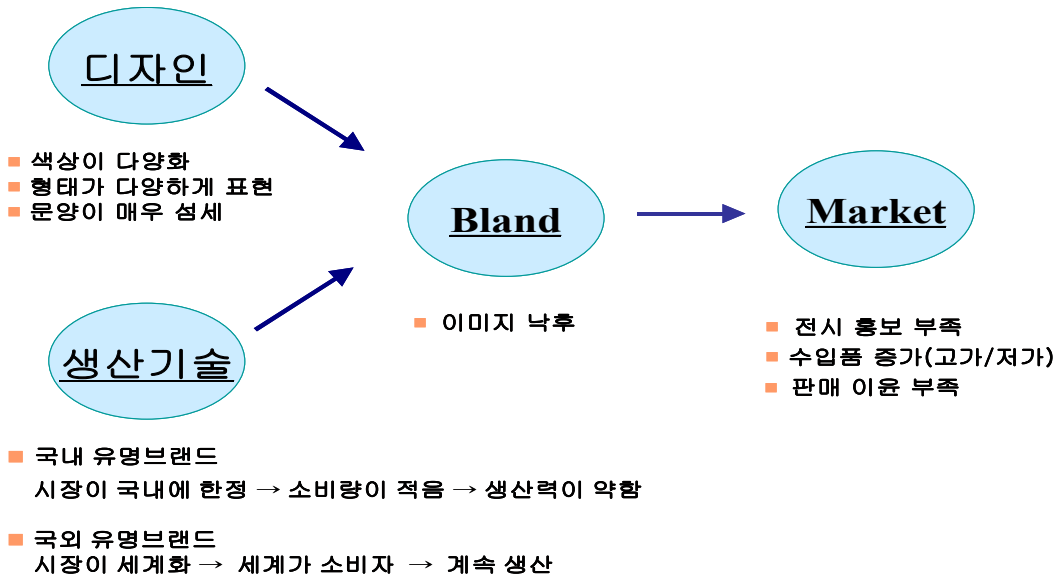 디자인
색상이 다양화
형태가 다양하게 표현
문양이 매우 섬세
Bland
이미지 낙후
Market
전시 홍보 부족
수입품 증가(고가/저가)
판매 이윤 부족
생산기술
국내 유명브랜드
시장이 국내에 한정 → 소비량이 적음 → 생산력이 약함
국외 유명브랜드
시장이 세계화 → 세계가 소비자 → 계속 생산